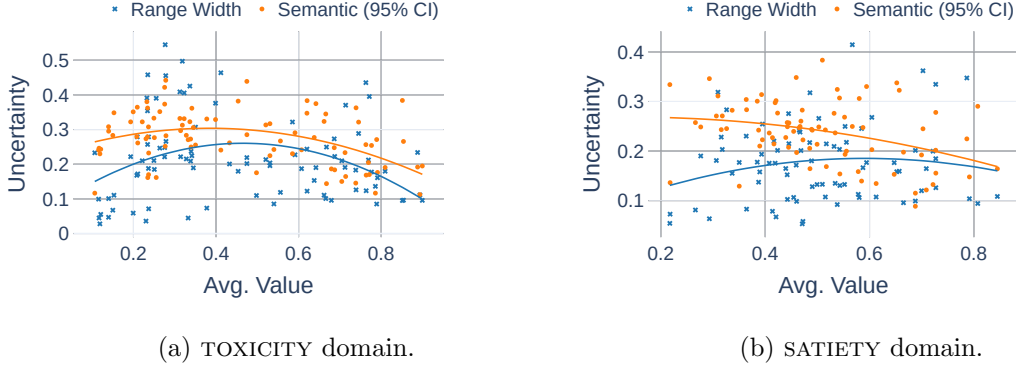 Range Width Semantic (95% CI)
Uncertainty
0.5
0.4
0.3
0.2
0.1
0
0.2 0.4 0.6 0.8
Avg. Value
(a) TOXICITY domain.
Range Width Semantic (95% CI)
Uncertainty
0.4
0.3
0.2
0.1
0.2 0.4 0.6 0.8
Avg. Value
(b) SATIETY domain.